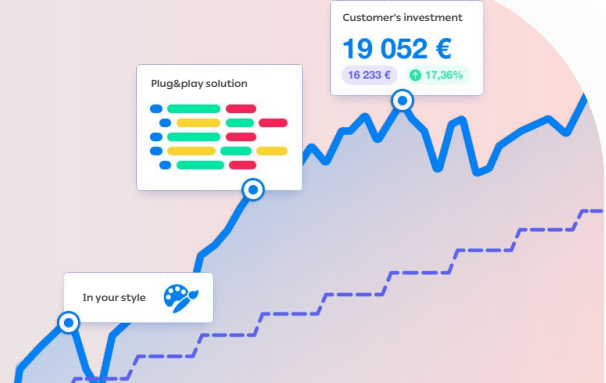 Customer's investment
19 052 €
16 233 € 17,36%
Plug&play solution
In your style